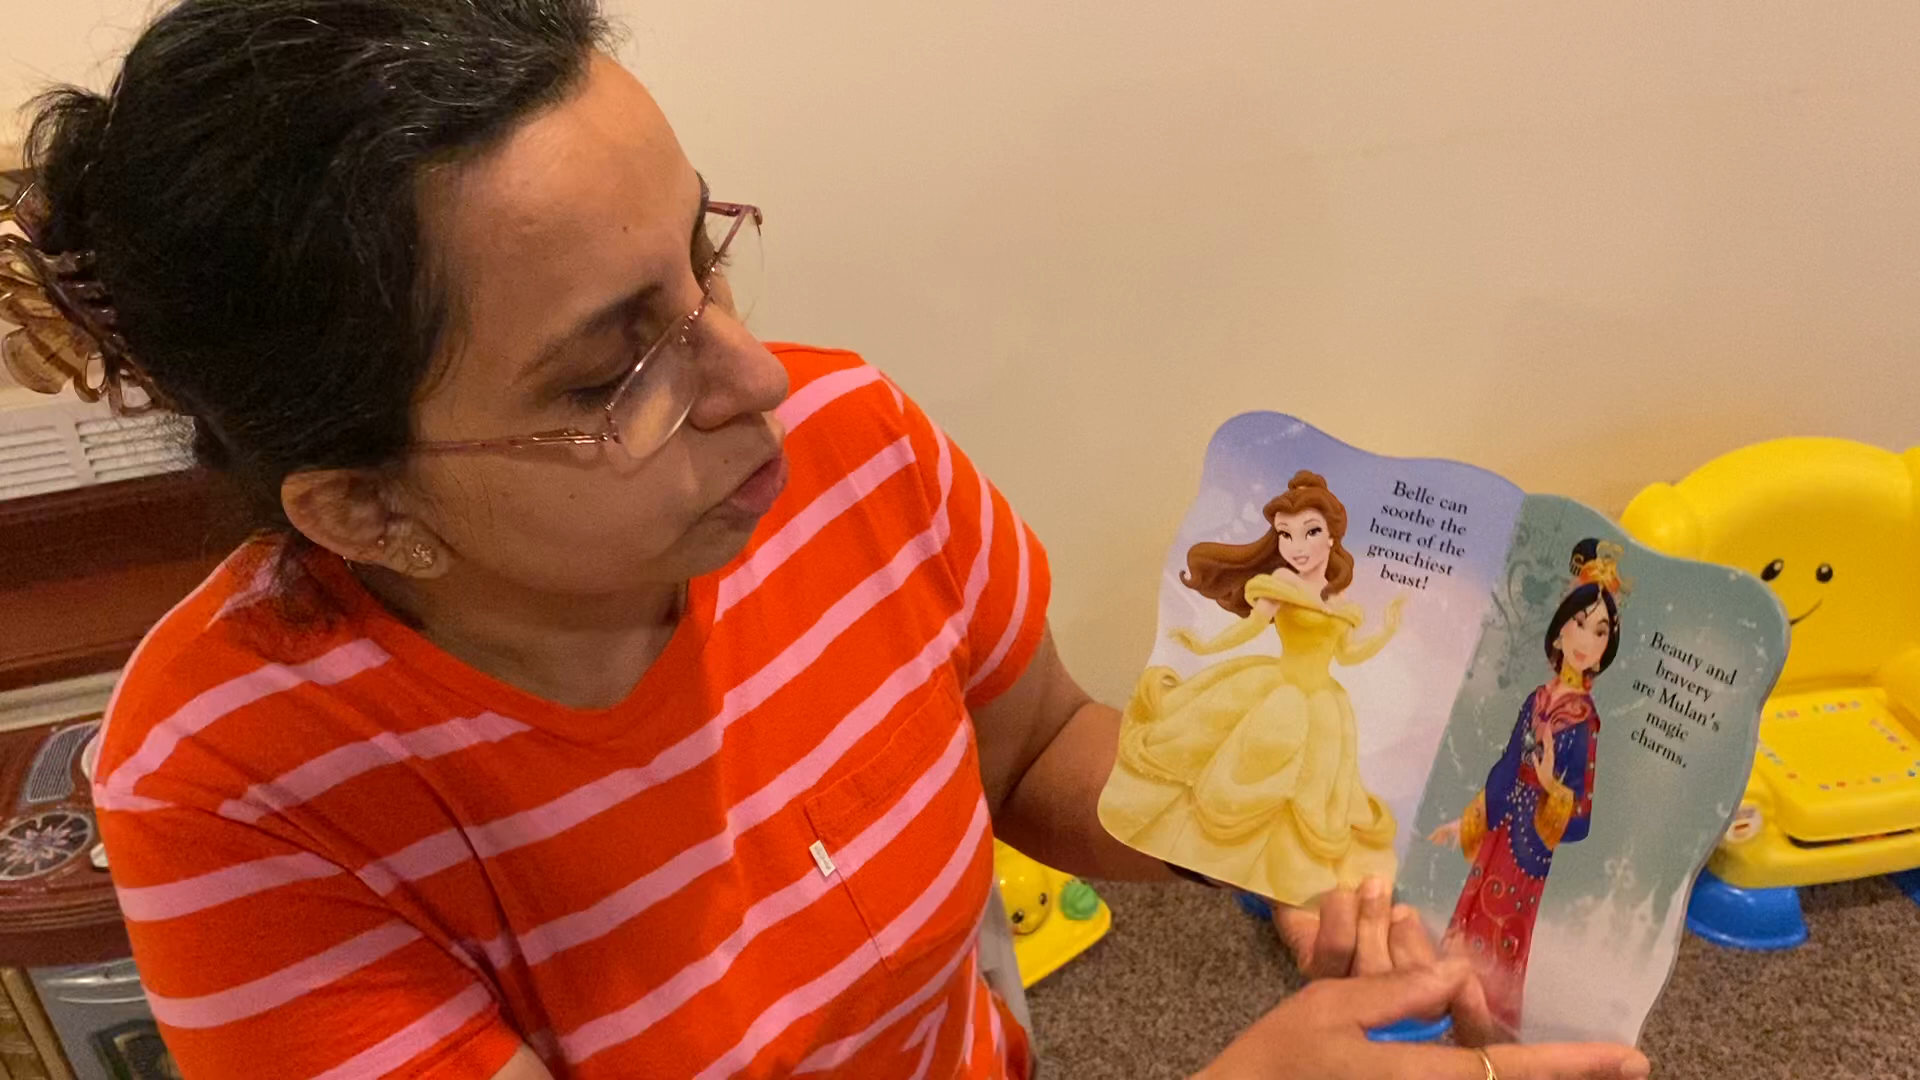 Belle can
soothe the
heart of the
grouchiest
beast!
Beauty and
bravery
are Mulan's
magic
charms.